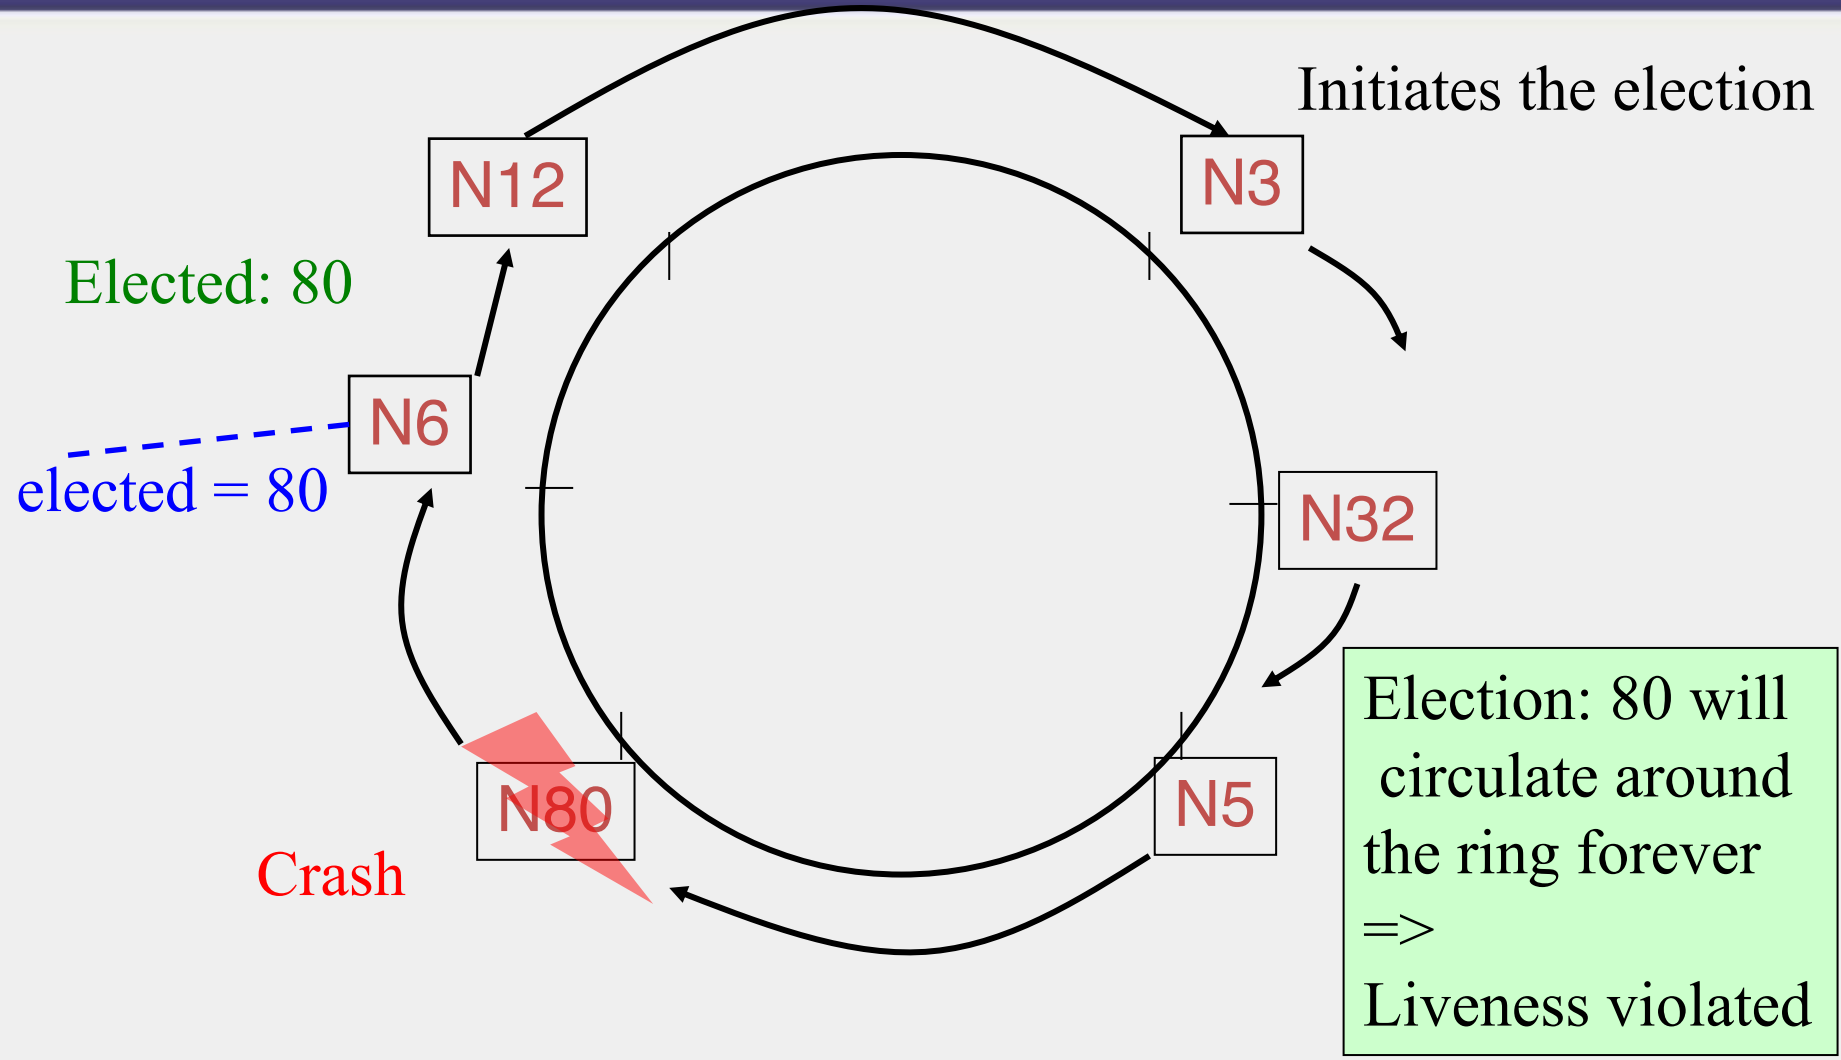 Initiates the election
N12
N3
Elected: 80
N6
elected = 80
N32
N80
N5
Crash
Election: 80 will
circulate around
the ring forever
=>
Liveness violated